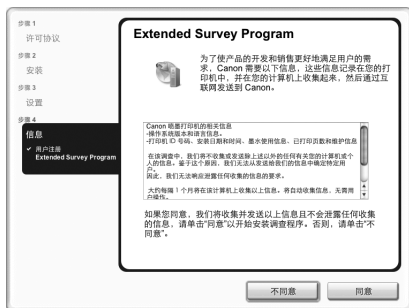 步骤 1
许可协议
步骤 2
安装
步骤 3
设置
步骤 4
信息
✓ 用户注册
Extended Survey Program
Extended Survey Program
为了使产品的开发和销售更好地满足用户的需
求，Canon 需要以下信息，这些信息记录在您的打
印机中，并在您的计算机上收集起来，然后通过互
联网发送到 Canon。
Canon 喷墨打印机的相关信息
-操作系统版本和语言信息。
-打印机 ID 号码、安装日期和时间、墨水使用信息、已打印页数和维护信息
在该调查中，我们将不收集或发送除上述以外的任何有关您的计算机或个
人的信息。鉴于这个原因，我们无法从发送给我们的信息中确定特定用
户。
因此，我们无法响应泄露任何收集的信息的要求。
大约每隔 1 个月将在该计算机上收集以上信息。将自动收集信息，无需用
户操作。
如果您同意，我们将收集并发送以上信息且不会泄露任何收集
的信息，请单击“同意”以开始安装调查程序。否则，请单击“不
同意”。
不同意
同意